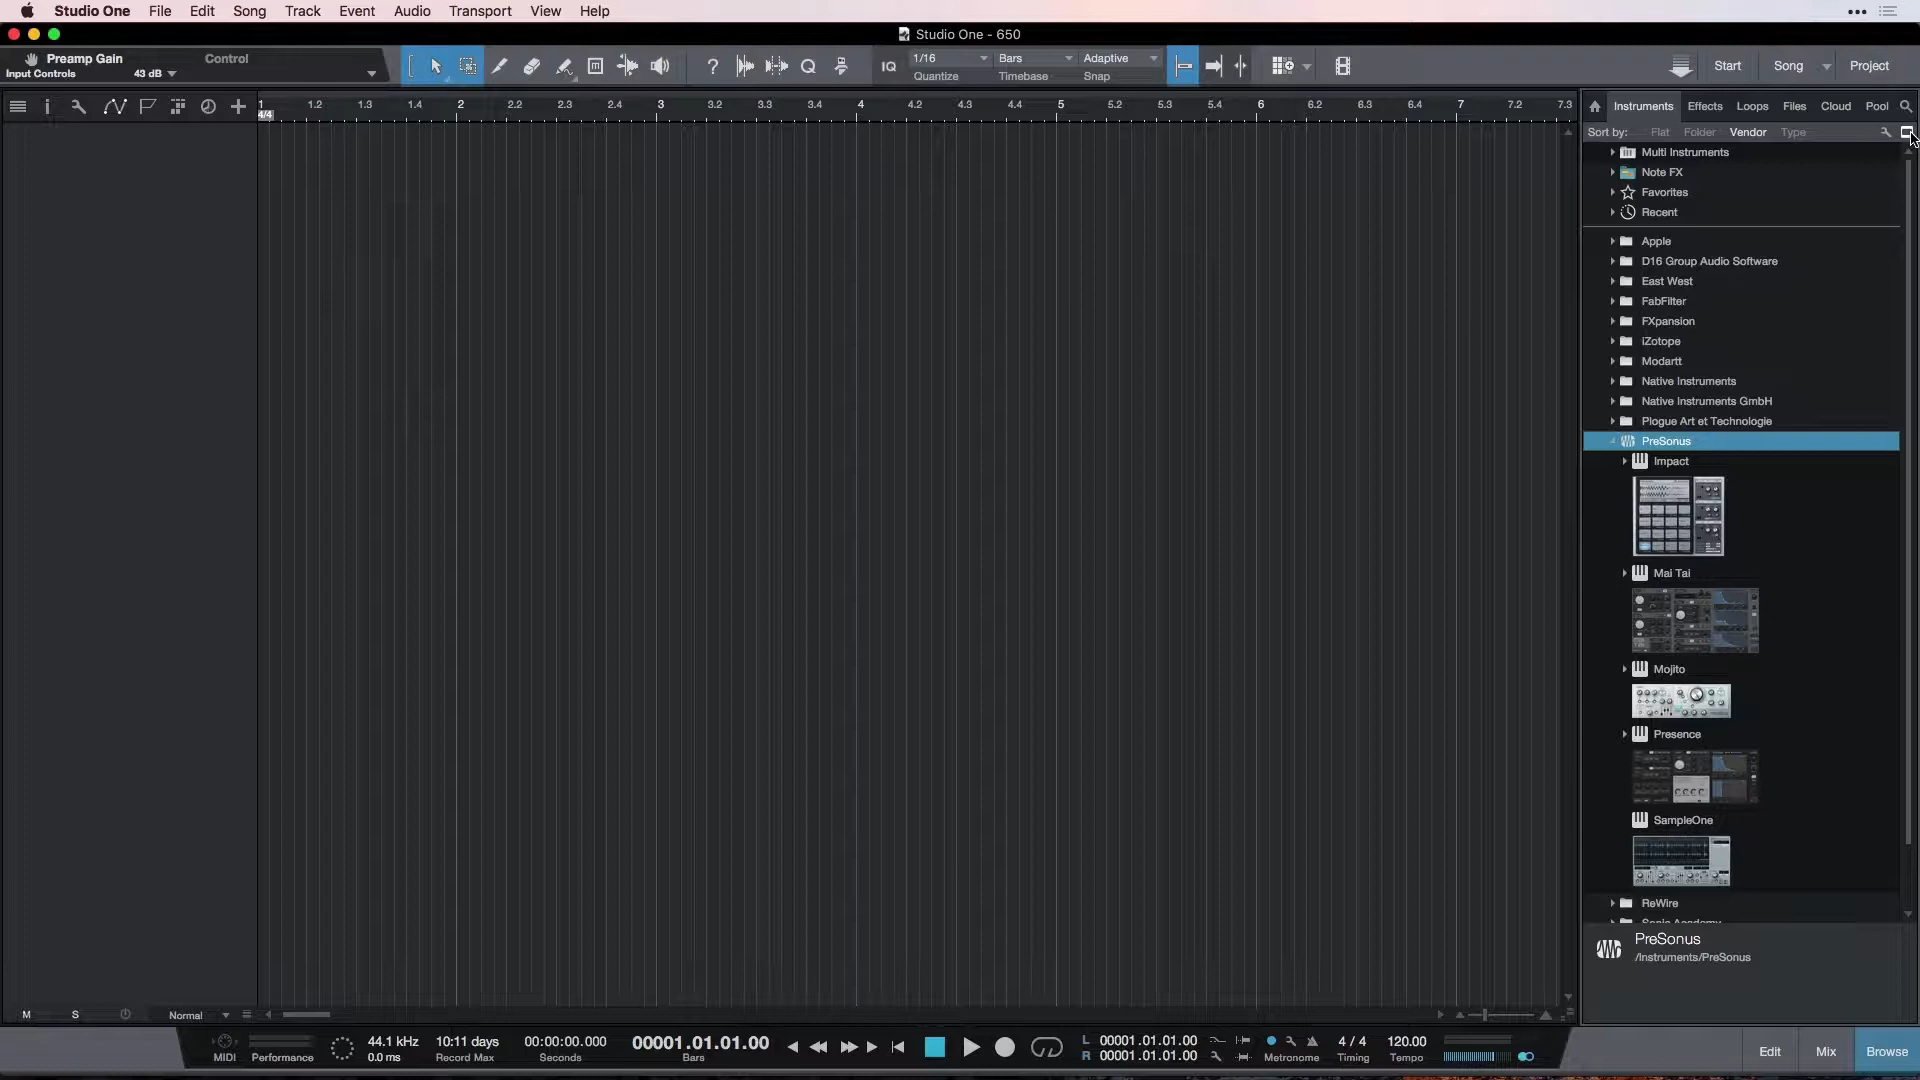 Studio One File Edit Song Track Event Audio Transport View Help
Studio One - 650
Preamp Gain
Control
Input Controls
43 dB
1/16
Bars
Adaptive
IQ
Quantize
Timebase
Snap
Start
Song
Project
1 1.2 1.3 1.4 2 2.2 2.3 2.4 3 3.2 3.3 3.4 4 4.2 4.3 4.4 5 5.2 5.3 5.4 6 6.2 6.3 6.4 7 7.2 7.3
4/4
Instruments Effects Loops Files Cloud Pool
Sort by: Flat Folder Vendor Type
Multi Instruments
Note FX
Favorites
Recent
Apple
D16 Group Audio Software
East West
FabFilter
FXpansion
iZotope
Modartt
Native Instruments
Native Instruments GmbH
Plogue Art et Technologie
PreSonus
Impact
Mai Tai
Mojito
Presence
SampleOne
ReWire
PreSonus
/Instruments/PreSonus
M S Normal
MIDI
Performance
44.1 kHz
0.0 ms
10:11 days
Record Max
00:00:00.000
Seconds
00001.01.01.00
Bars
L 00001.01.01.00
R 00001.01.01.00
Metronome
4 / 4
Timing
120.00
Tempo
Edit
Mix
Browse